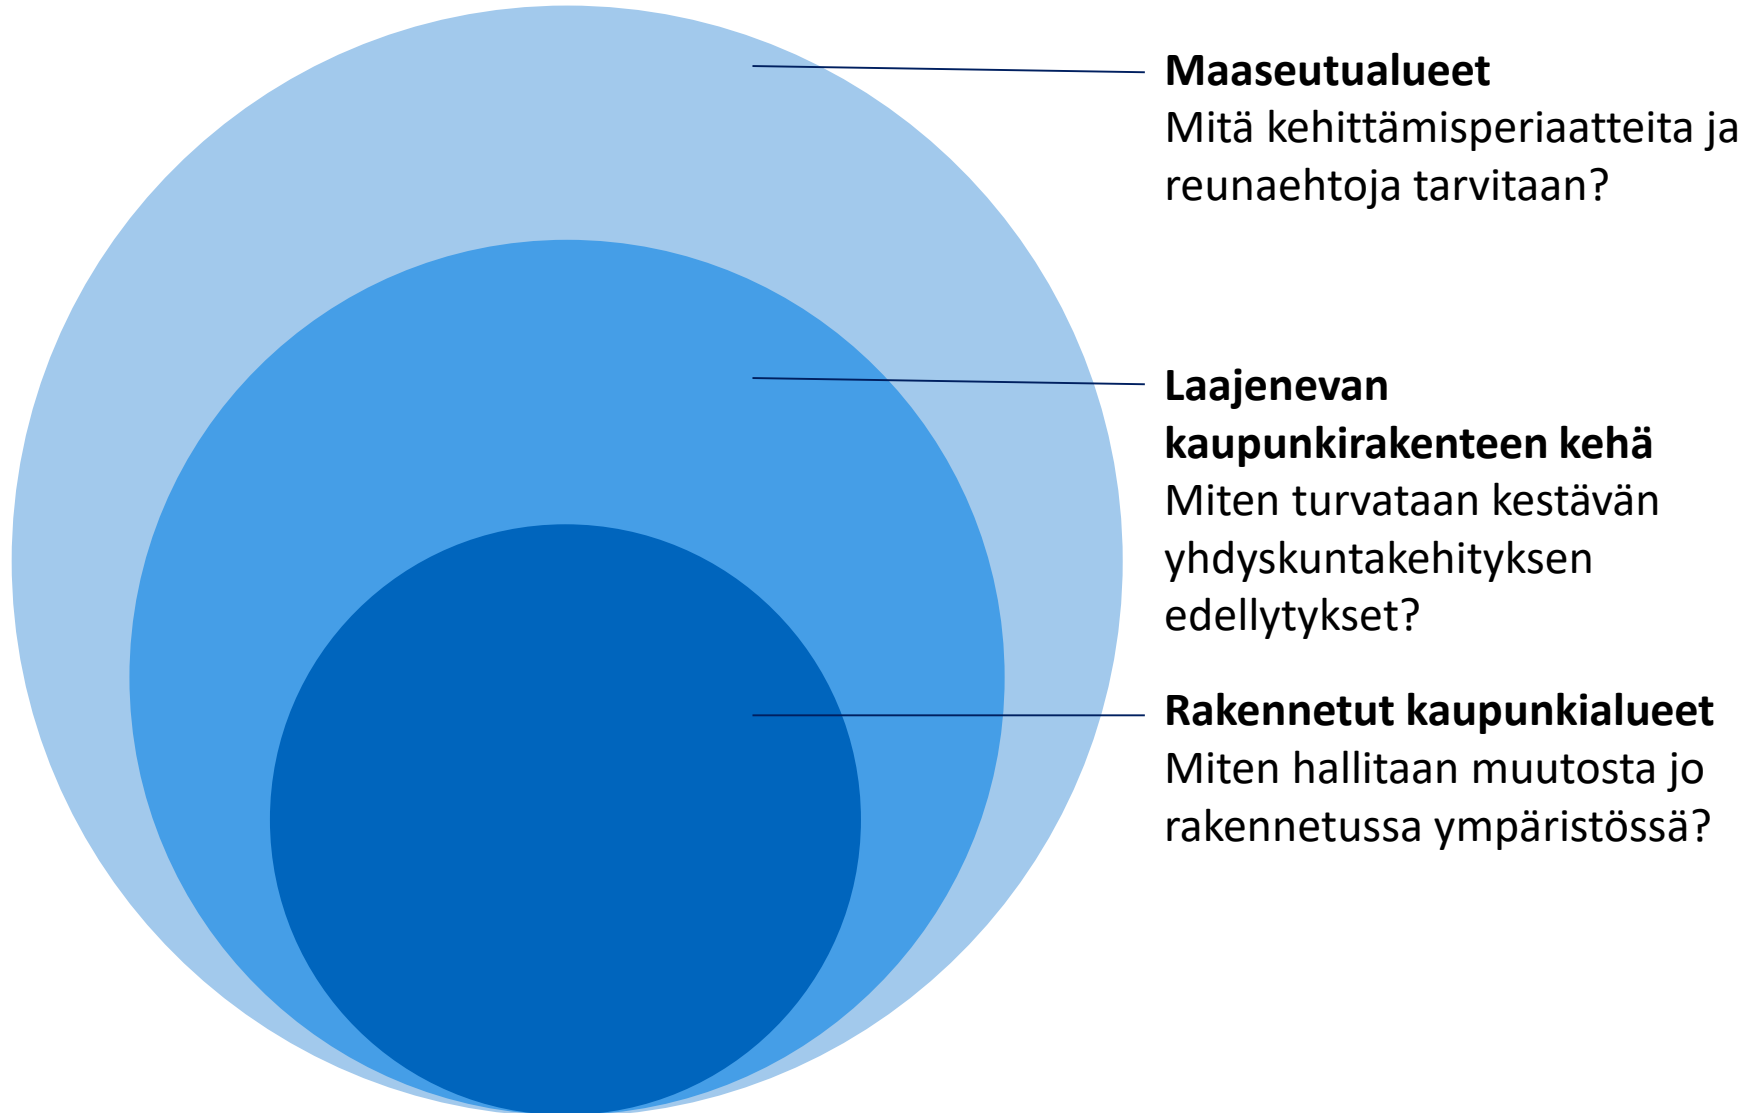 Maaseutualueet
Mitä kehittämisperiaatteita ja
reunaehtoja tarvitaan?
Laajenevan
kaupunkirakenteen kehä
Miten turvataan kestävän
yhdyskuntakehityksen
edellytykset?
Rakennetut kaupunkialueet
Miten hallitaan muutosta jo
rakennetussa ympäristössä?